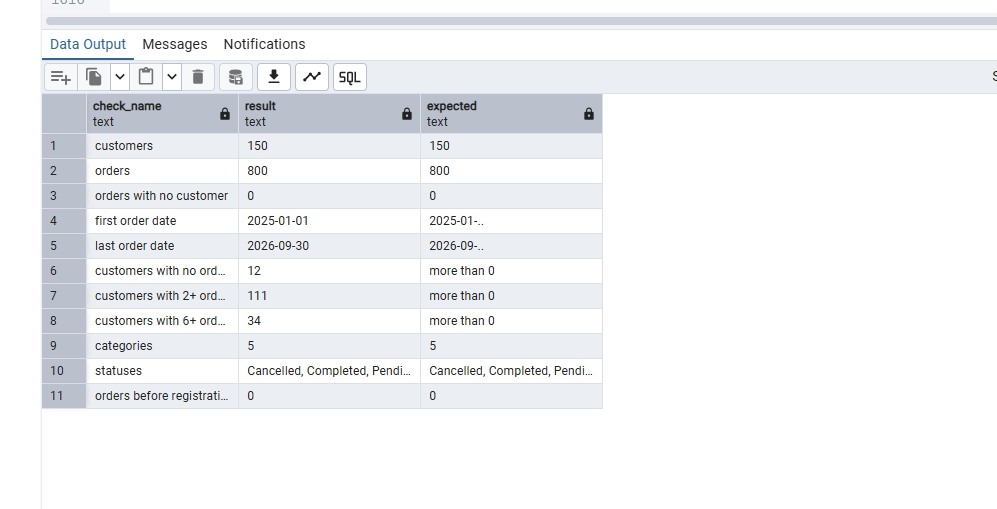 Data Output Messages Notifications
SQL
check_name result expected
text text text
1 customers 150 150
2 orders 800 800
3 orders with no customer 0 0
4 first order date 2025-01-01 2025-01-..
5 last order date 2026-09-30 2026-09-..
6 customers with no ord... 12 more than 0
7 customers with 2+ ord... 111 more than 0
8 customers with 6+ ord... 34 more than 0
9 categories 5 5
10 statuses Cancelled, Completed, Pendi... Cancelled, Completed, Pendi...
11 orders before registrati... 0 0